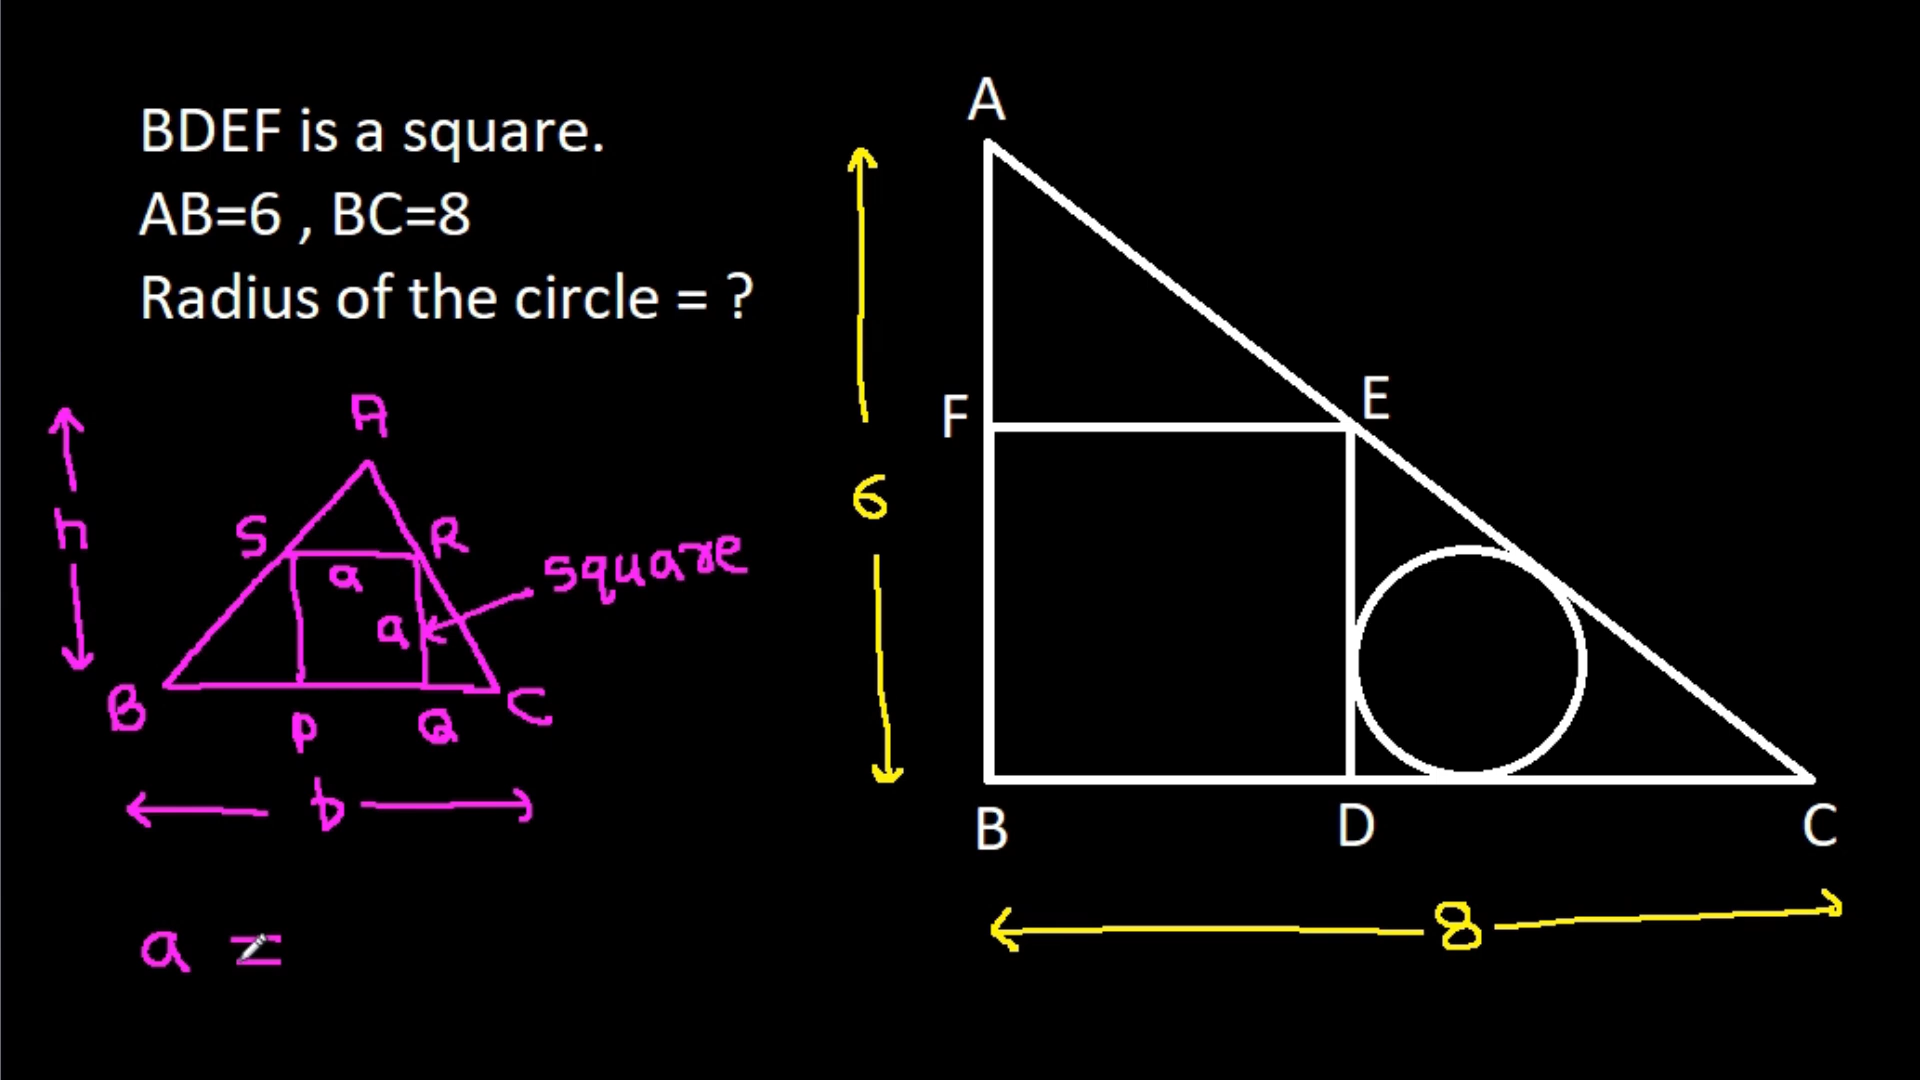 BDEF is a square.
AB=6 , BC=8
Radius of the circle = ?
A
h
S
R
a
a
square
B
P
Q
C
b
a =
A
F
E
6
B
D
C
8